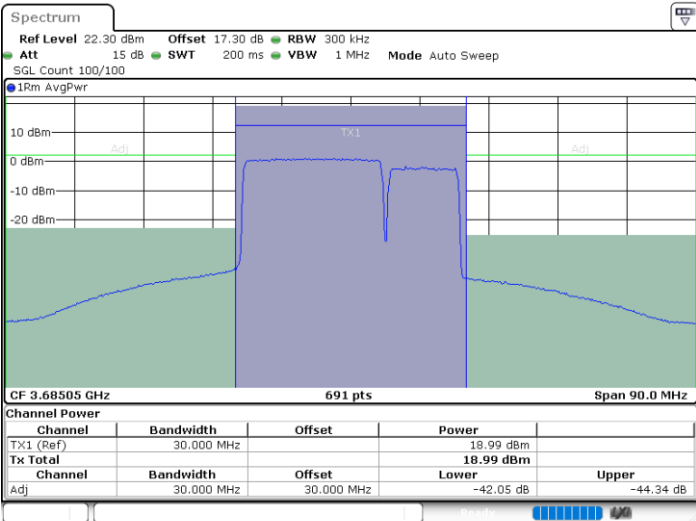 Spectrum
Ref Level 22.30 dBm Offset 17.30 dB RBW 300 kHz
Att 15 dB SWT 200 ms VBW 1 MHz Mode Auto Sweep
SGL Count 100/100
1Rm AvgPwr
10 dBm
TX1
Adj Adj
0 dBm
-10 dBm
-20 dBm
CF 3.68505 GHz 691 pts Span 90.0 MHz
Channel Power
Channel Bandwidth Offset Power
TX1 (Ref) 30.000 MHz 18.99 dBm
Tx Total 18.99 dBm
Channel Bandwidth Offset Lower Upper
Adj 30.000 MHz 30.000 MHz -42.05 dB -44.34 dB
Ready